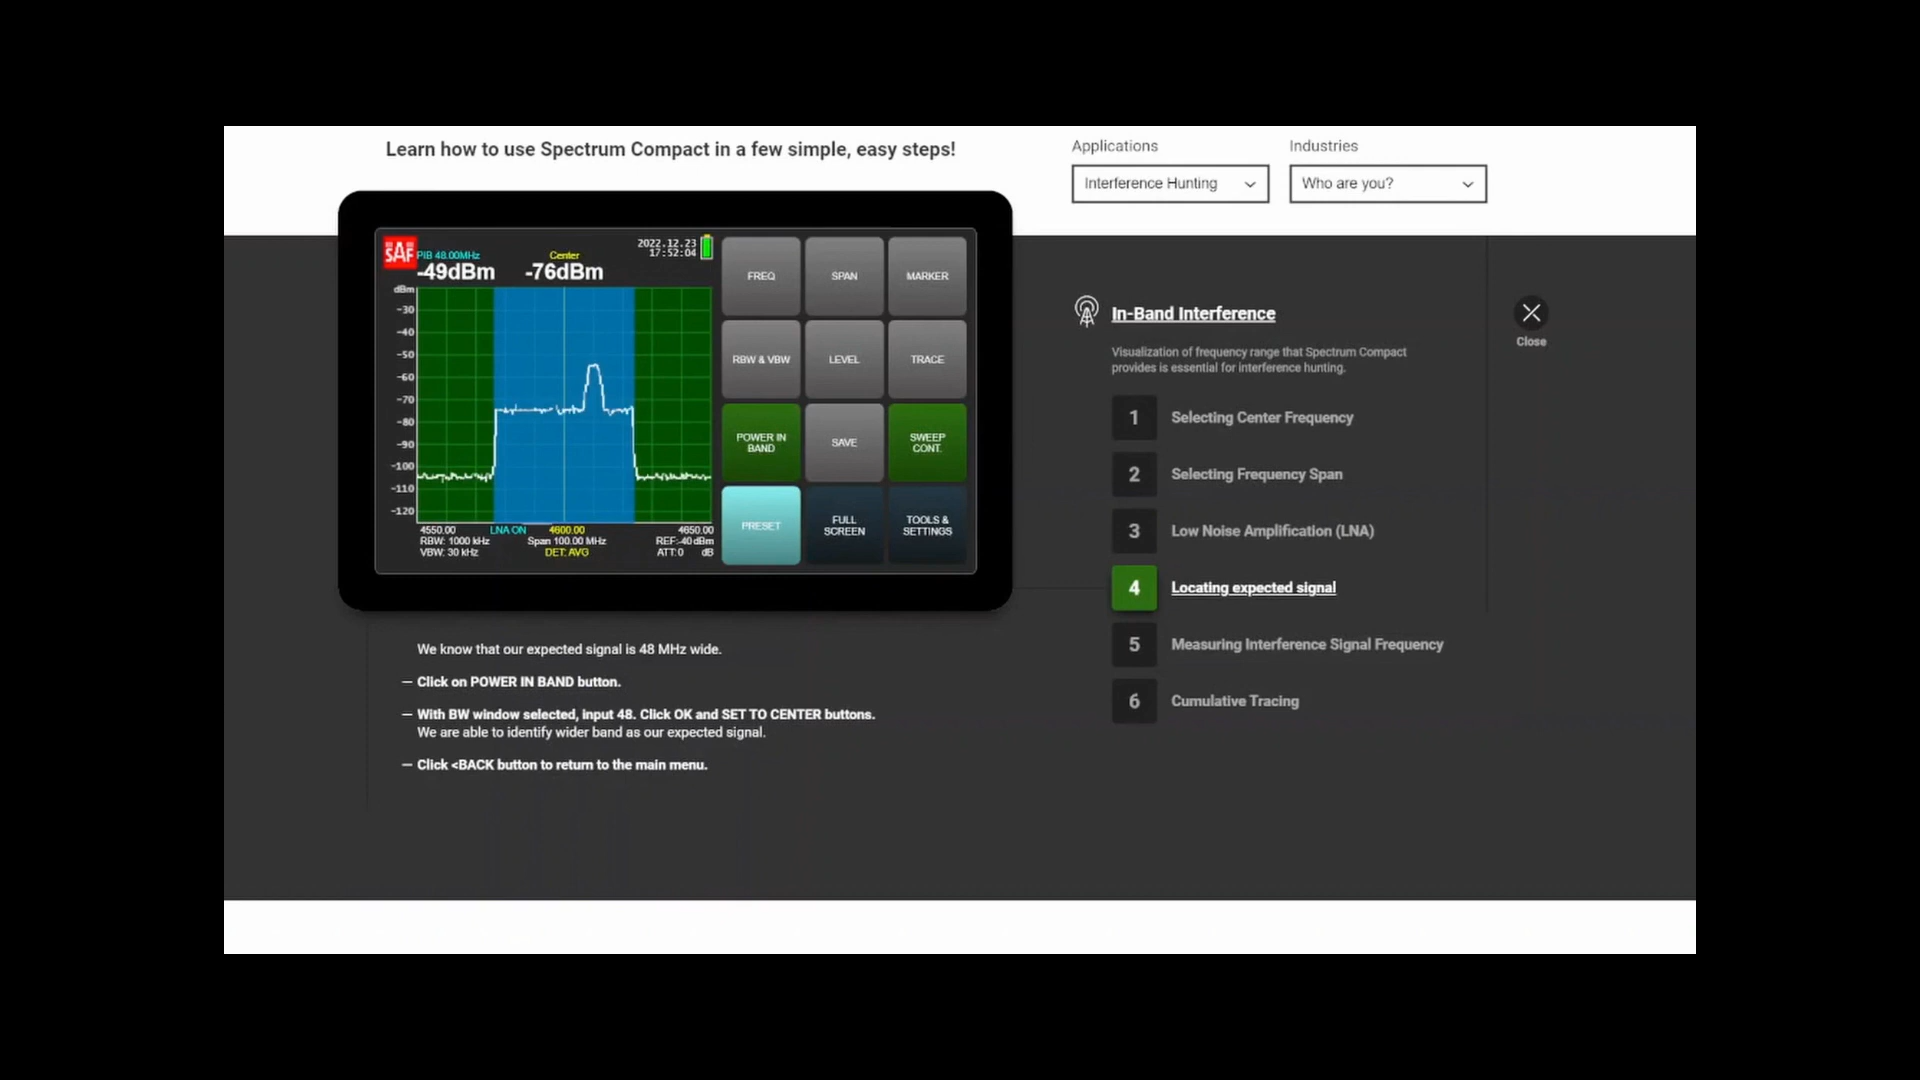 Learn how to use Spectrum Compact in a few simple, easy steps!
Applications
Industries
Interference Hunting
Who are you?
SAF
PIB 48.00MHz
-49dBm
Center
-76dBm
2022.12.23
17:52:04
dBm
-30
-40
-50
-60
-70
-80
-90
-100
-110
-120
4550.00
LNA ON
4600.00
4650.00
RBW: 1000 kHz
Span 100.00 MHz
REF:-40 dBm
VBW: 30 kHz
DET: AVG
ATT:0 dB
FREQ
SPAN
MARKER
RBW & VBW
LEVEL
TRACE
POWER IN
BAND
SAVE
SWEEP
CONT.
PRESET
FULL
SCREEN
TOOLS &
SETTINGS
We know that our expected signal is 48 MHz wide.
— Click on POWER IN BAND button.
— With BW window selected, input 48. Click OK and SET TO CENTER buttons.
We are able to identify wider band as our expected signal.
— Click <BACK button to return to the main menu.
In-Band Interference
Visualization of frequency range that Spectrum Compact
provides is essential for interference hunting.
Close
1 Selecting Center Frequency
2 Selecting Frequency Span
3 Low Noise Amplification (LNA)
4 Locating expected signal
5 Measuring Interference Signal Frequency
6 Cumulative Tracing